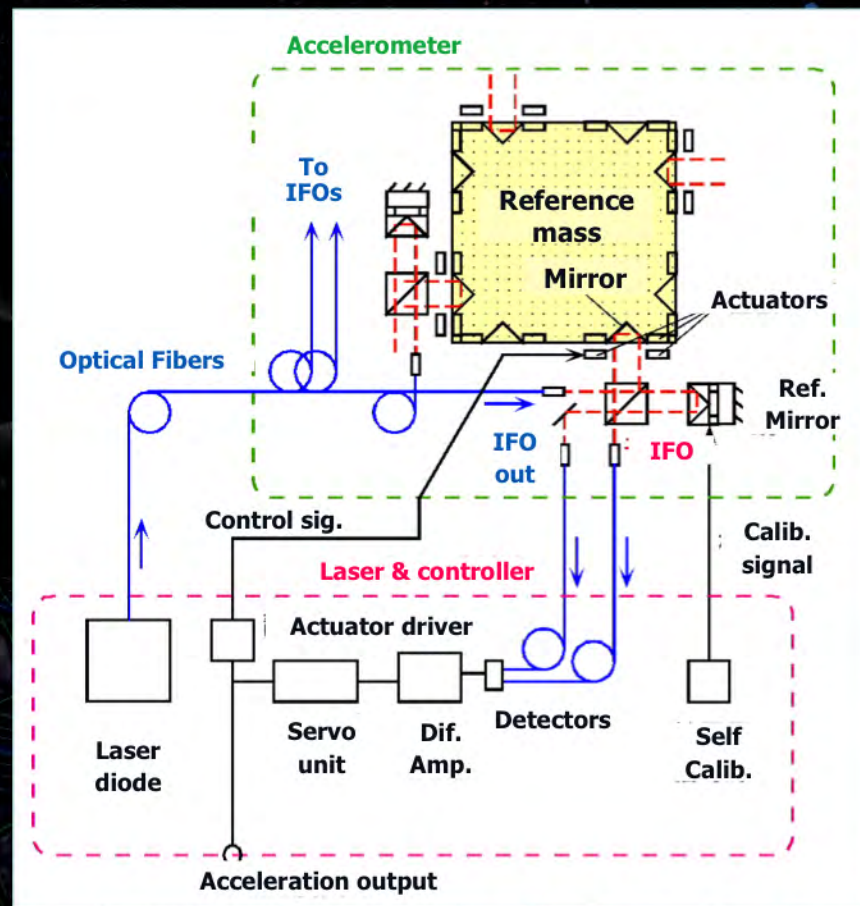 Accelerometer
To
IFOs
Reference
mass
Mirror
Actuators
Optical Fibers
Ref.
Mirror
IFO
out
IFO
Control sig.
Calib.
signal
Laser & controller
Actuator driver
Laser
diode
Servo
unit
Dif.
Amp.
Detectors
Self
Calib.
Acceleration output